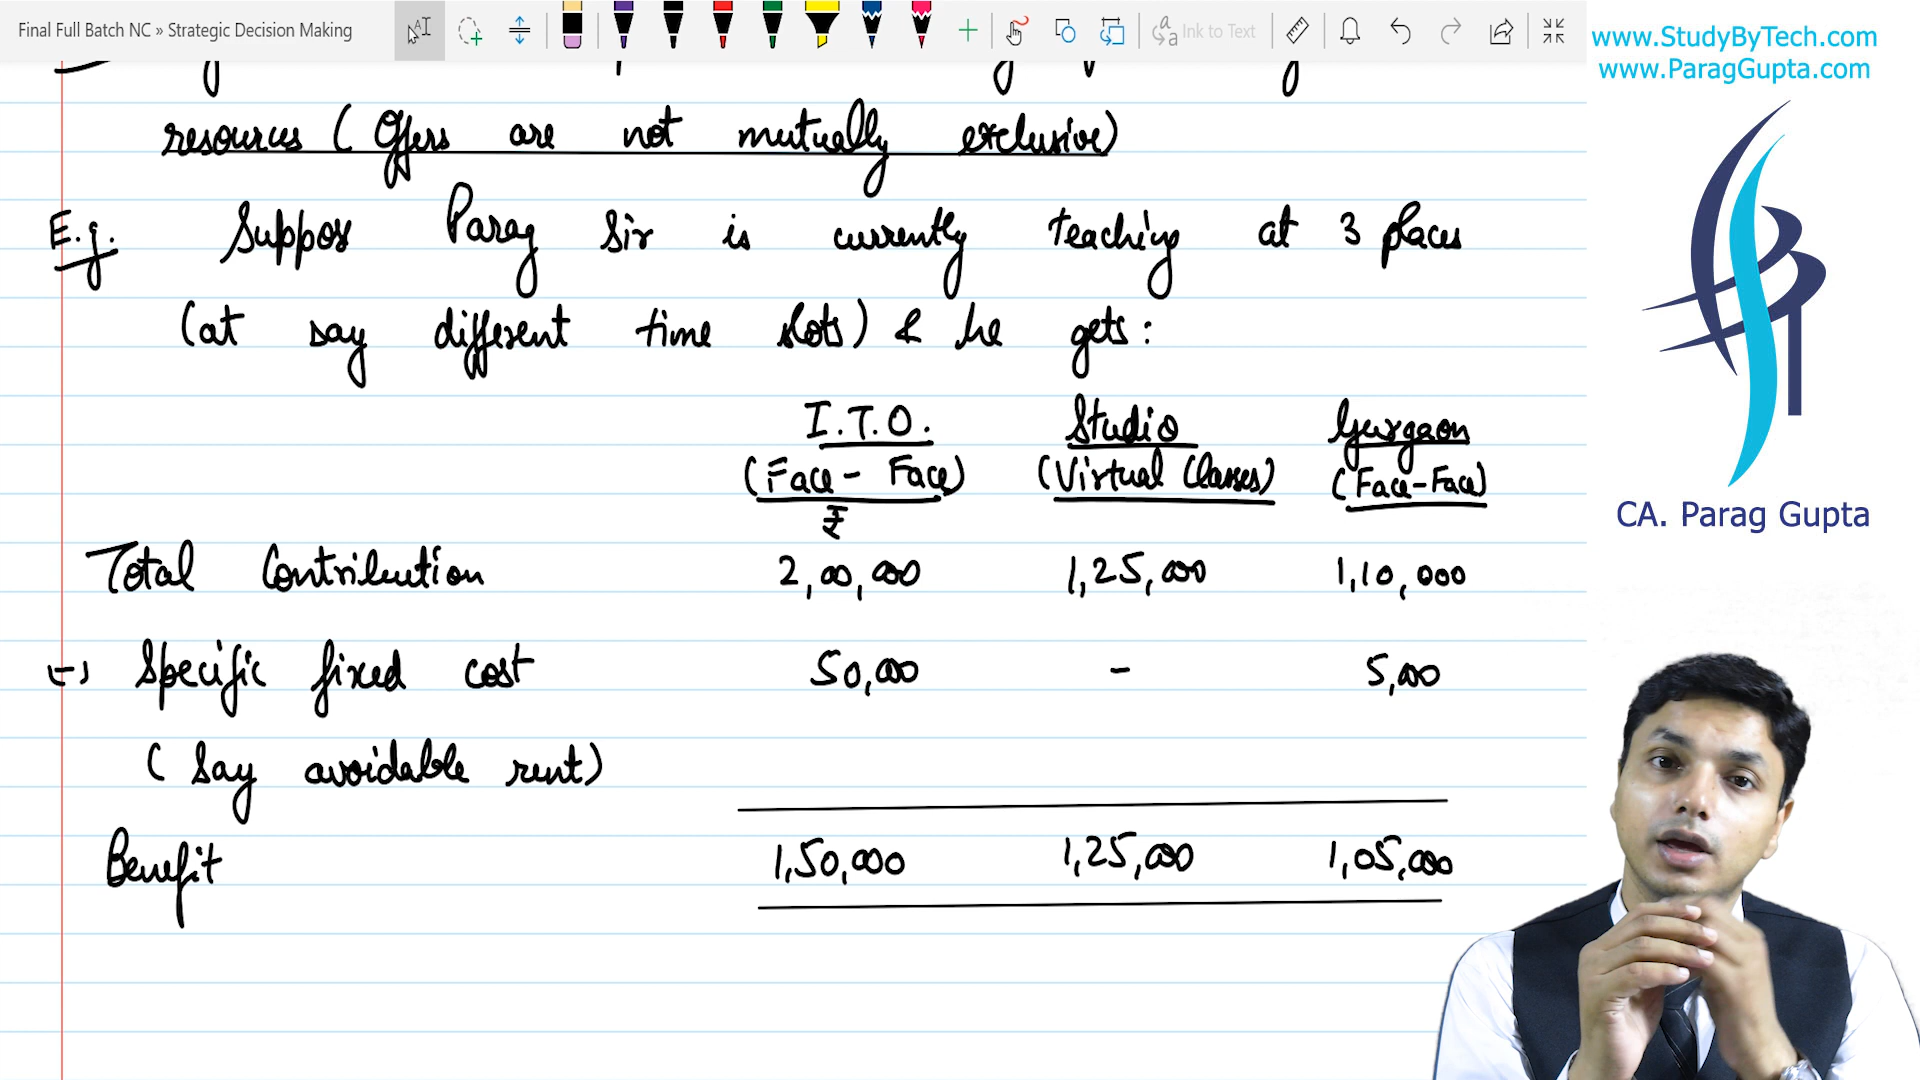 Final Full Batch NC » Strategic Decision Making
Ink to Text
www.StudyByTech.com
www.ParagGupta.com
resources (Offers are not mutually exclusive)
E.g. Suppose Parag Sir is currently teaching at 3 places
(at say different time slots) & he gets:
I.T.O. Studio Gurgaon
(Face - Face) (Virtual Classes) (Face-Face)
₹
CA. Parag Gupta
Total Contribution 2,00,000 1,25,000 1,10,000
(-) Specific fixed cost 50,000 - 5,000
(Say avoidable rent)
Benefit 1,50,000 1,25,000 1,05,000